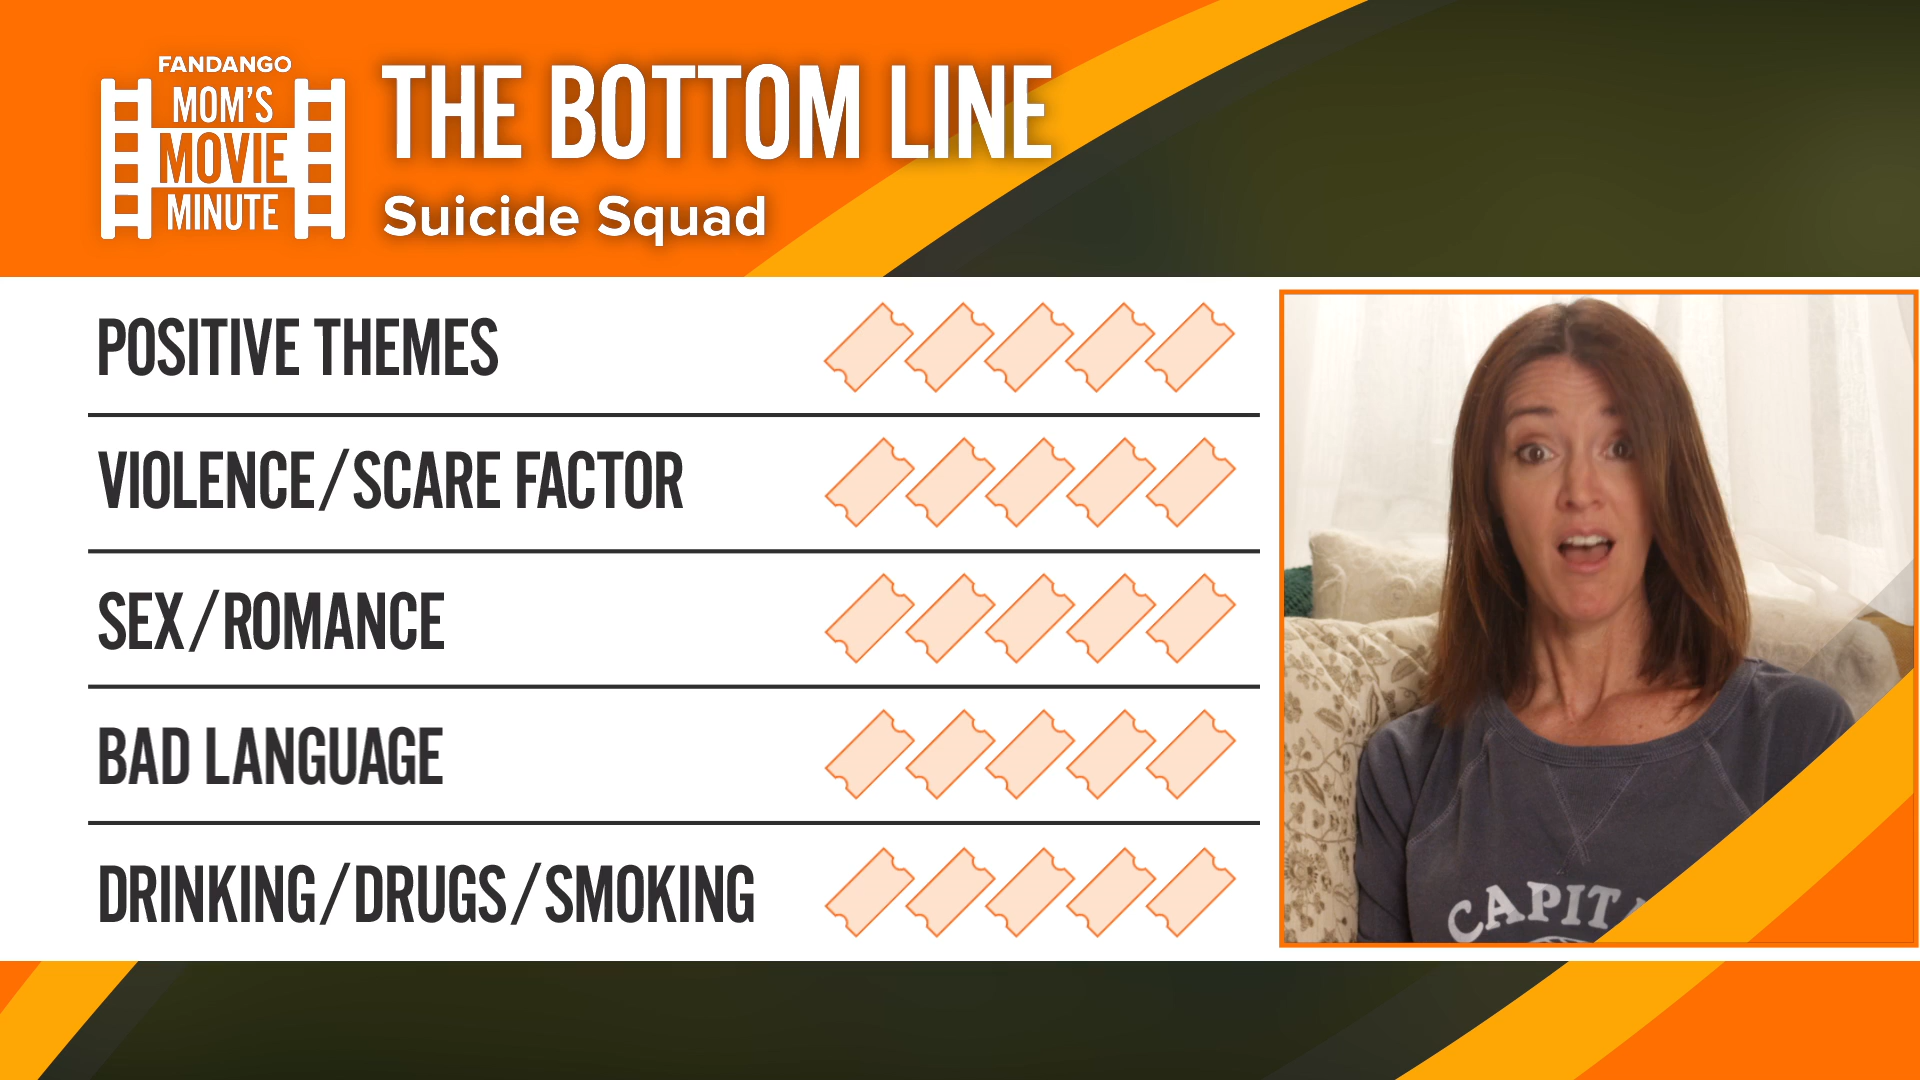 FANDANGO
MOM'S
MOVIE
MINUTE
THE BOTTOM LINE
Suicide Squad
POSITIVE THEMES
VIOLENCE/SCARE FACTOR
SEX/ROMANCE
BAD LANGUAGE
DRINKING/DRUGS/SMOKING
CAPIT